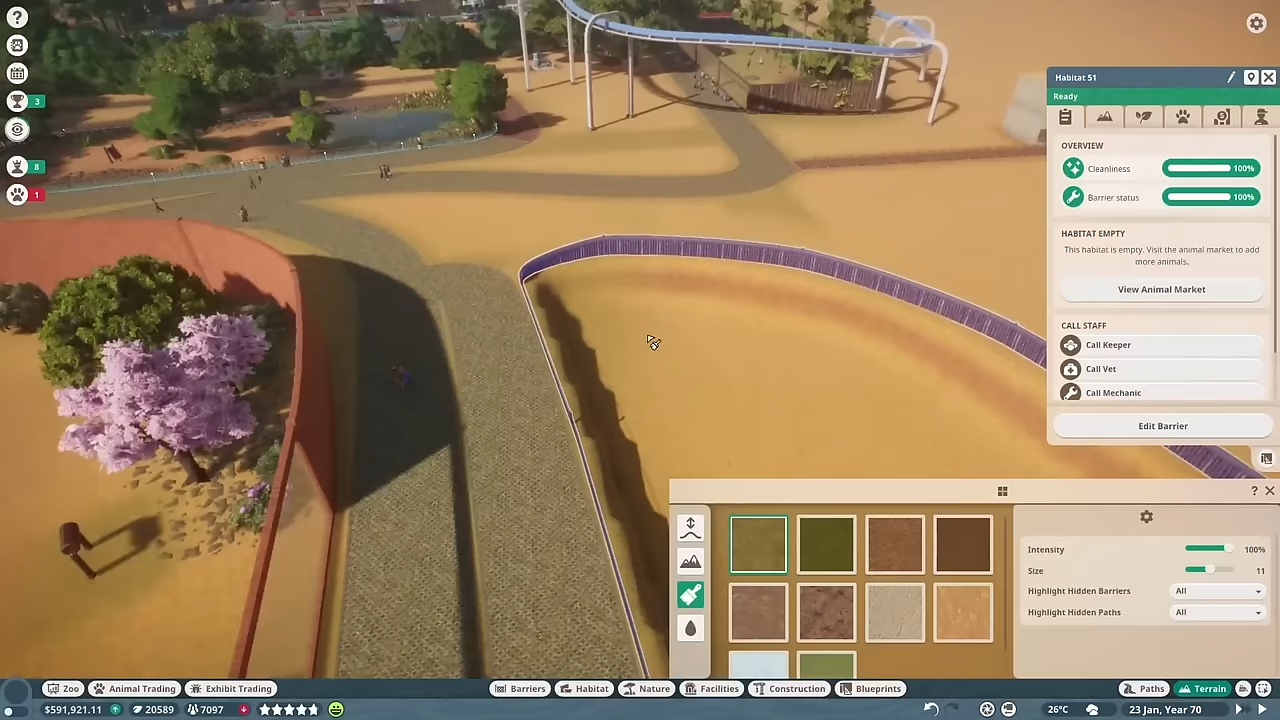 ?
3
8
1
Habitat 51
Ready
OVERVIEW
Cleanliness 100%
Barrier status 100%
HABITAT EMPTY
This habitat is empty. Visit the animal market to add
more animals.
View Animal Market
CALL STAFF
Call Keeper
Call Vet
Call Mechanic
Edit Barrier
?
Intensity 100%
Size 11
Highlight Hidden Barriers All
Highlight Hidden Paths All
Zoo Animal Trading Exhibit Trading Barriers Habitat Nature Facilities Construction Blueprints Paths Terrain
$591,921.11 20589 7097 26°C 23 Jan, Year 70